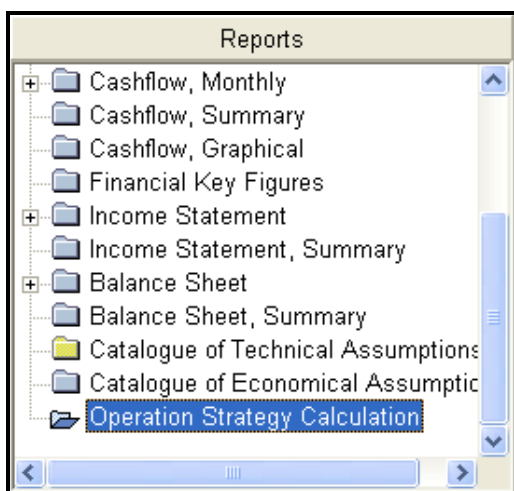 Reports
Cashflow, Monthly
Cashflow, Summary
Cashflow, Graphical
Financial Key Figures
Income Statement
Income Statement, Summary
Balance Sheet
Balance Sheet, Summary
Catalogue of Technical Assumptions
Catalogue of Economical Assumptic
Operation Strategy Calculation